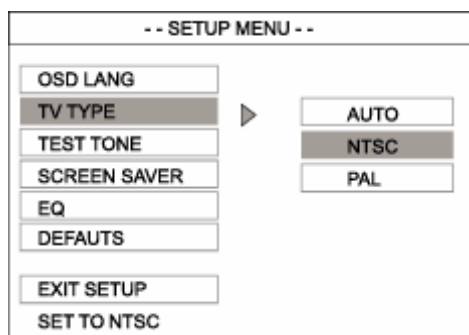 - - SETUP MENU - -
OSD LANG
TV TYPE
TEST TONE
SCREEN SAVER
EQ
DEFAUTS
EXIT SETUP
SET TO NTSC
AUTO
NTSC
PAL